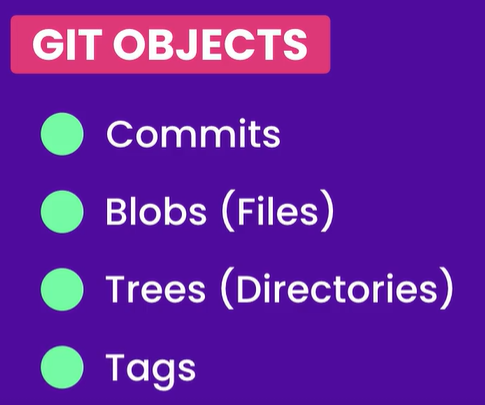 GIT OBJECTS
Commits
Blobs (Files)
Trees (Directories)
Tags